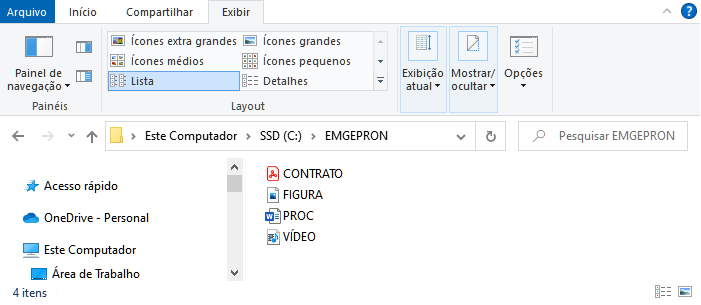 Arquivo Início Compartilhar Exibir
Ícones extra grandes Ícones grandes
Ícones médios Ícones pequenos
Lista Detalhes
Painel de navegação
Exibição atual
Mostrar/ocultar
Opções
Painéis Layout
Este Computador SSD (C:) EMGEPRON
Pesquisar EMGEPRON
Acesso rápido
OneDrive - Personal
Este Computador
Área de Trabalho
CONTRATO
FIGURA
PROC
VÍDEO
4 itens